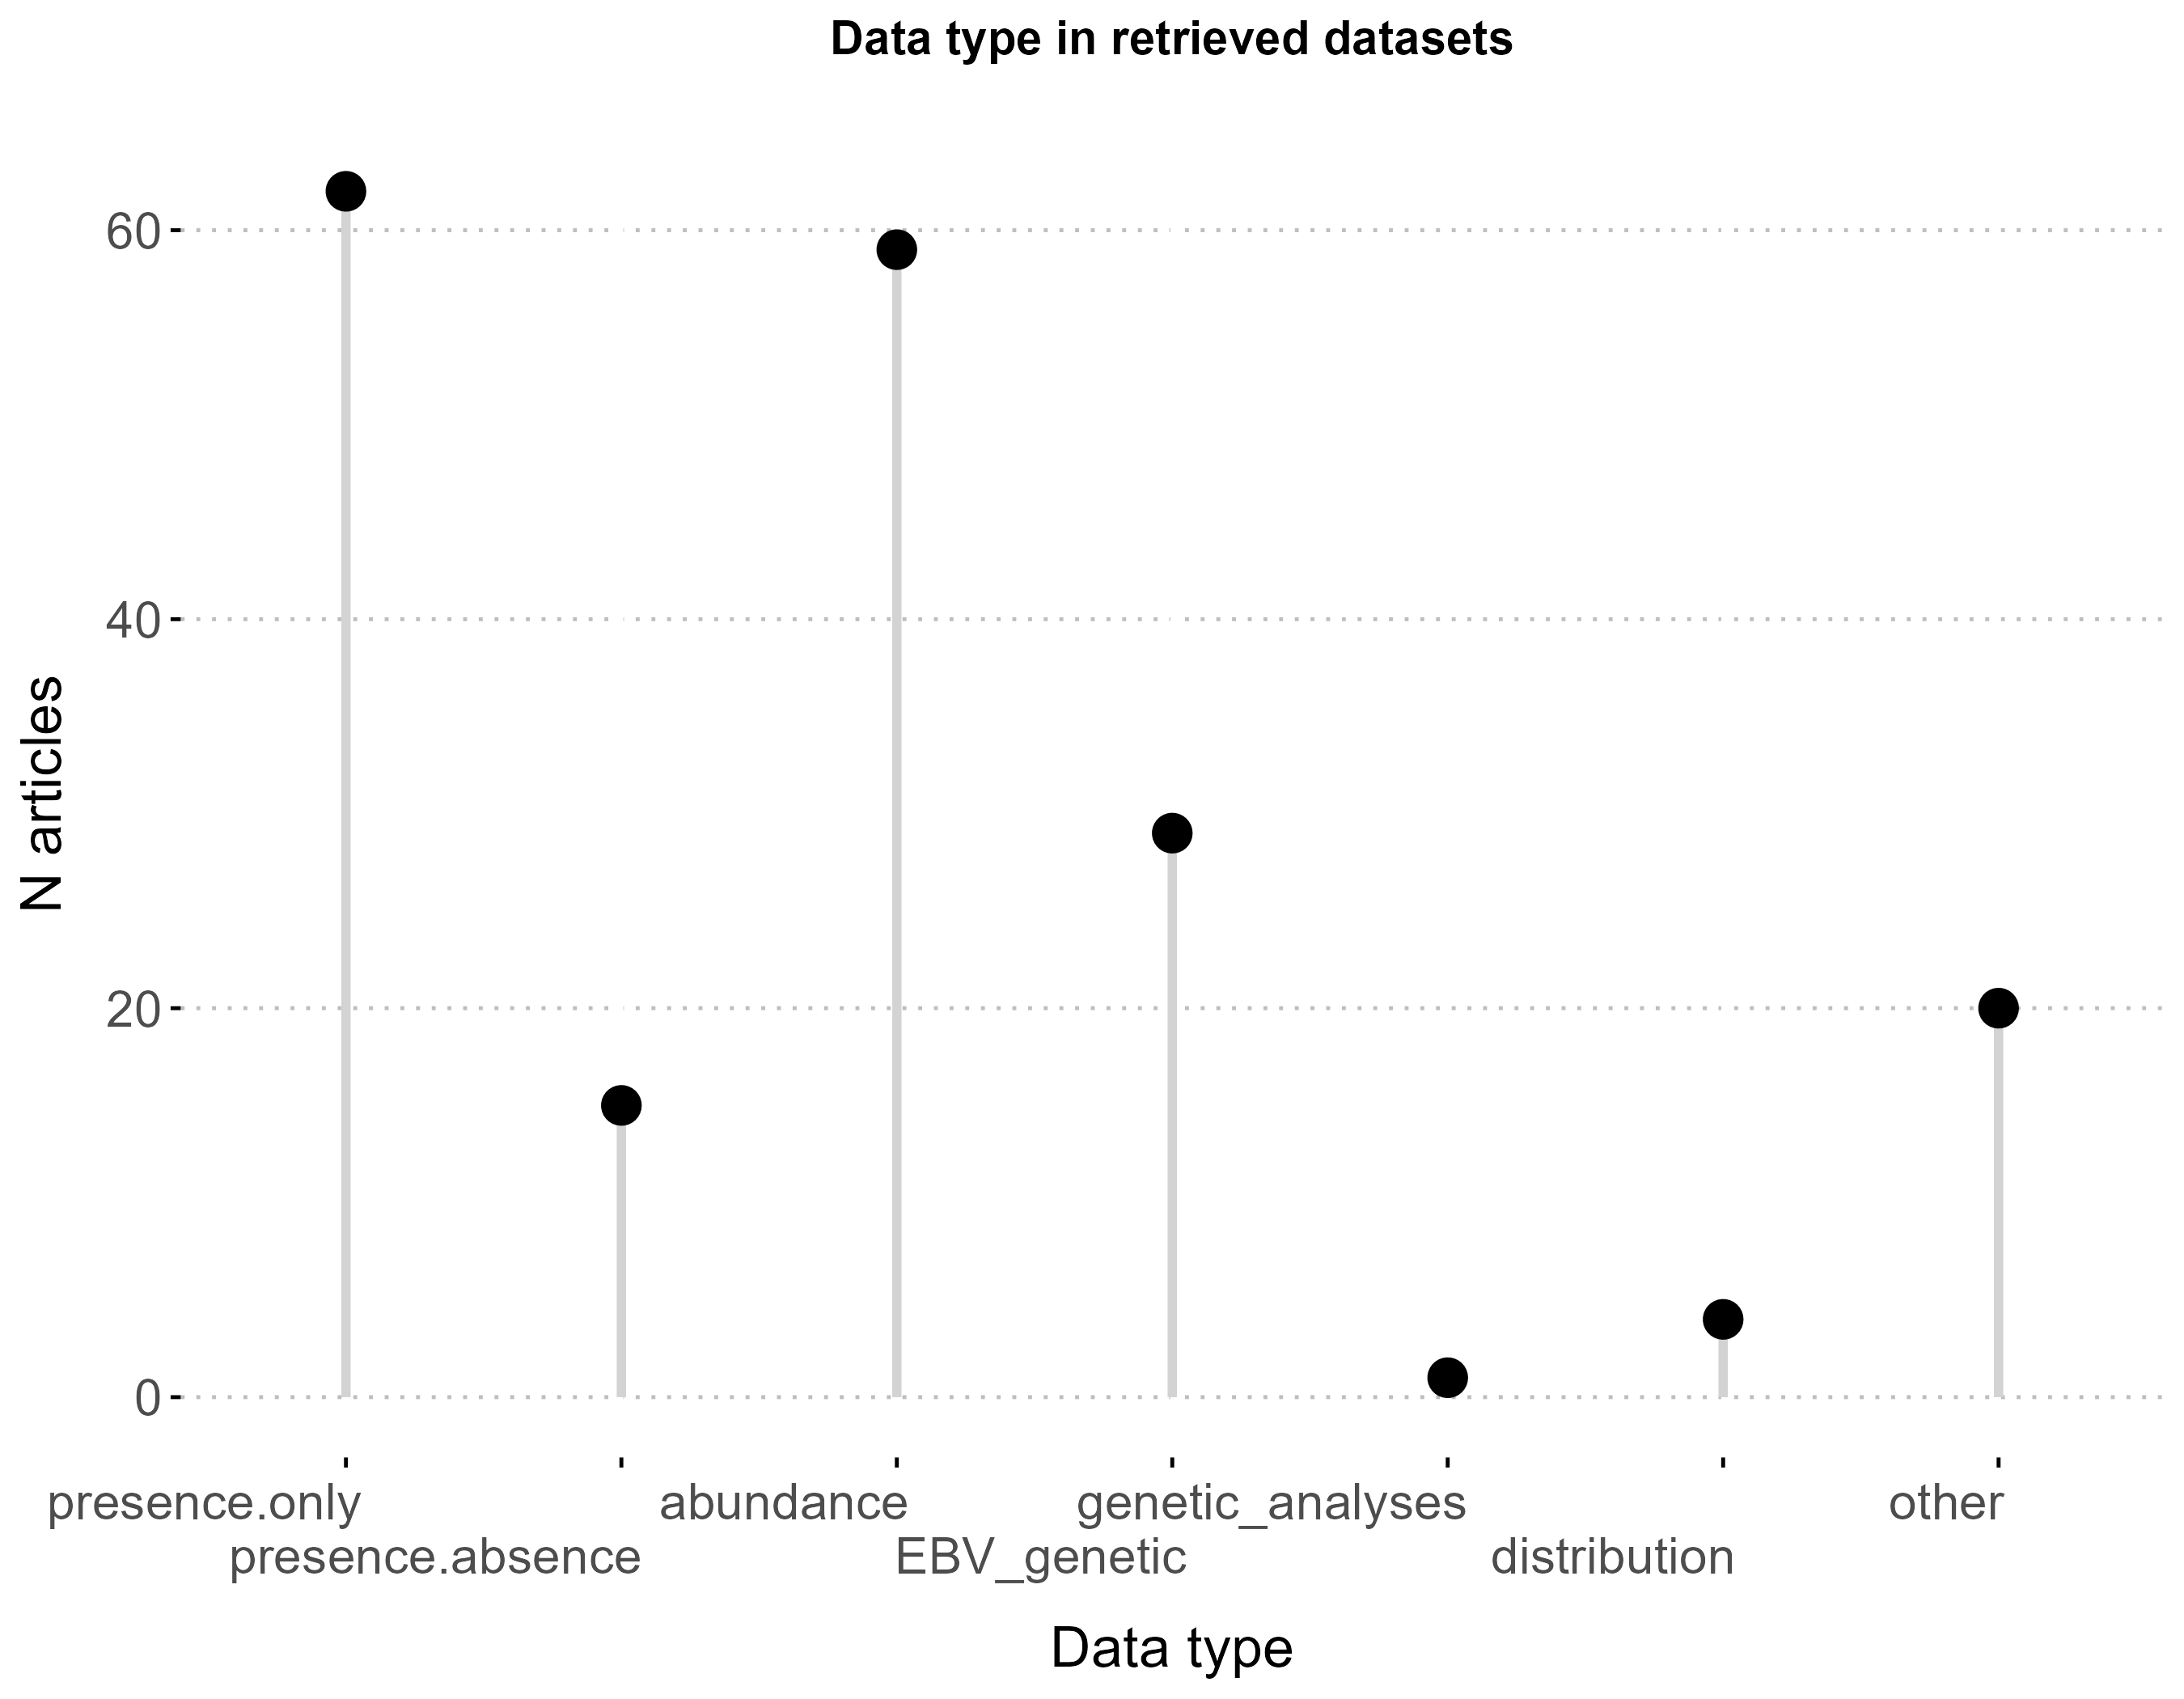 Data type in retrieved datasets
N articles
60
40
20
0
presence.only
presence.absence
abundance
EBV_genetic
genetic_analyses
distribution
other
Data type